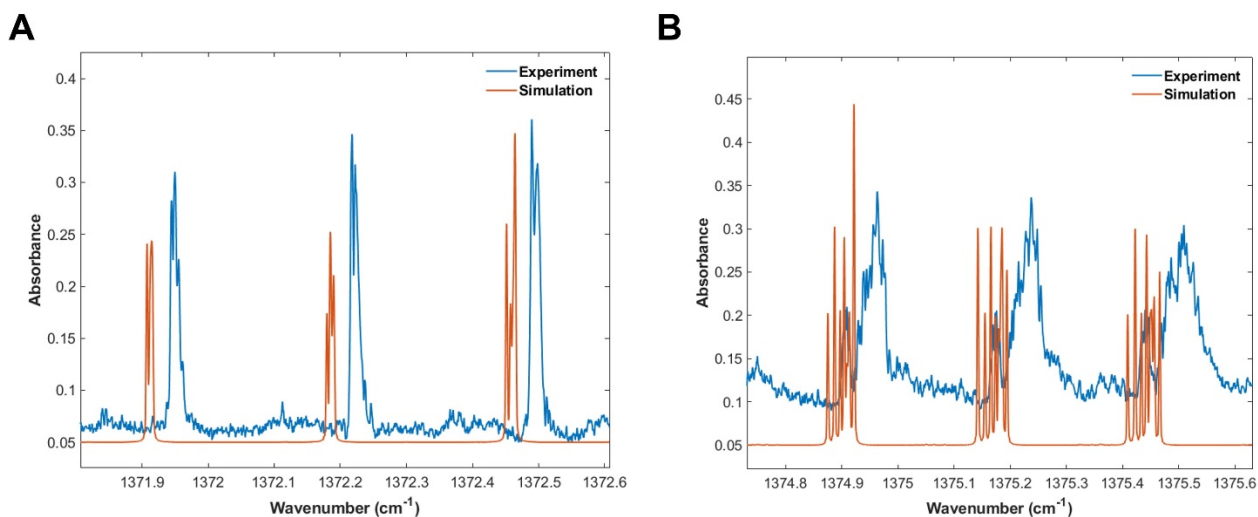 A
Experiment
Simulation
0.4
0.35
0.3
0.25
0.2
0.15
0.1
0.05
Absorbance
1371.9 1372 1372.1 1372.2 1372.3 1372.4 1372.5 1372.6
Wavenumber (cm-1)
B
Experiment
Simulation
0.45
0.4
0.35
0.3
0.25
0.2
0.15
0.1
0.05
Absorbance
1374.8 1374.9 1375 1375.1 1375.2 1375.3 1375.4 1375.5 1375.6
Wavenumber (cm-1)